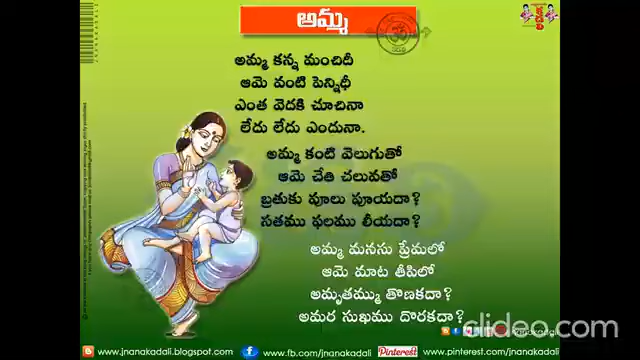 అమ్మ
అమ్మ కన్న మంచిదీ
ఆమె వంటి పెన్నిధీ
ఎంత వెదకి చూచినా
లేదు లేదు ఎందునా.
అమ్మ కంటి వెలుగుతో
ఆమె చేతి చలువతో
బ్రతుకు పూలు పూయదా?
సతము ఫలము లీయదా?
అమ్మ మనసు ప్రేమలో
ఆమె మాట తీపిలో
అమృతమ్ము తొణకదా?
అమర సుఖము దొరకదా?
clideo.com
www.jnanakadali.blogspot.com www.fb.com/jnanakadali Pinterest www.pinterest.com/jnanakadali